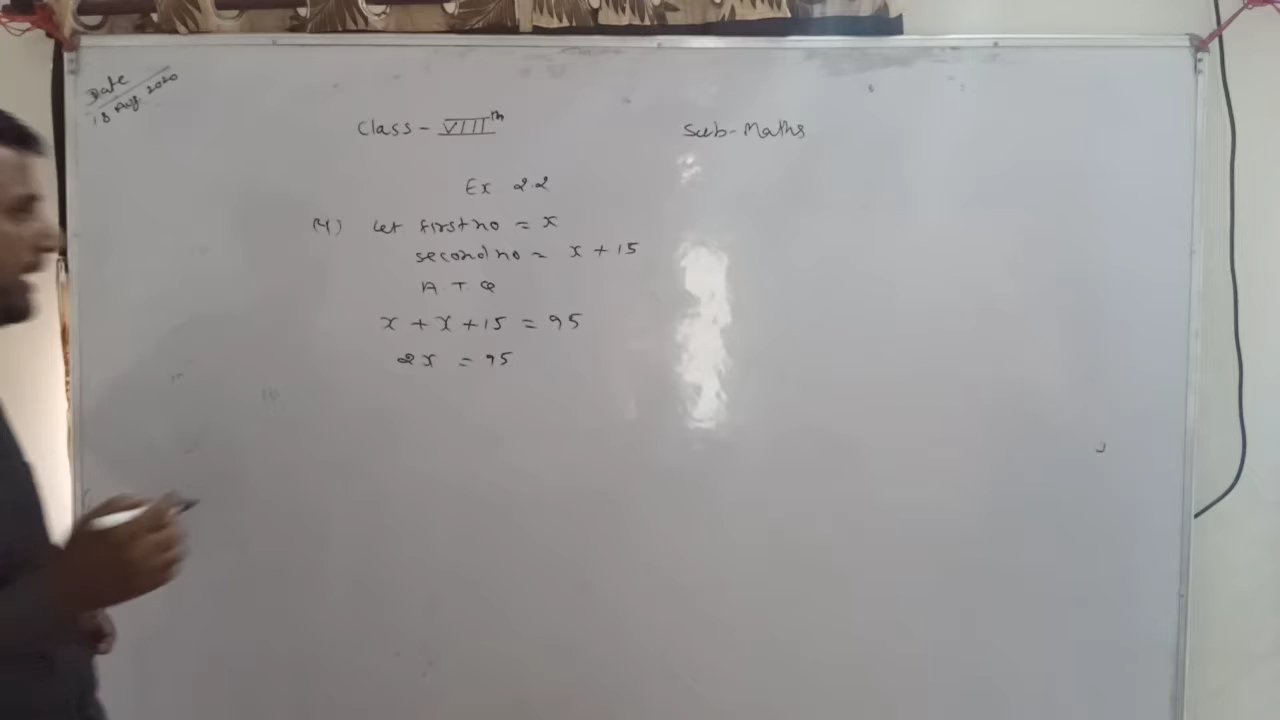 Date
18 Aug. 2020
Class - VIIIth
Sub - Maths
Ex 2.2
Let first no = x
second no = x + 15
A. T Q
x + x + 15 = 95
2x = 95